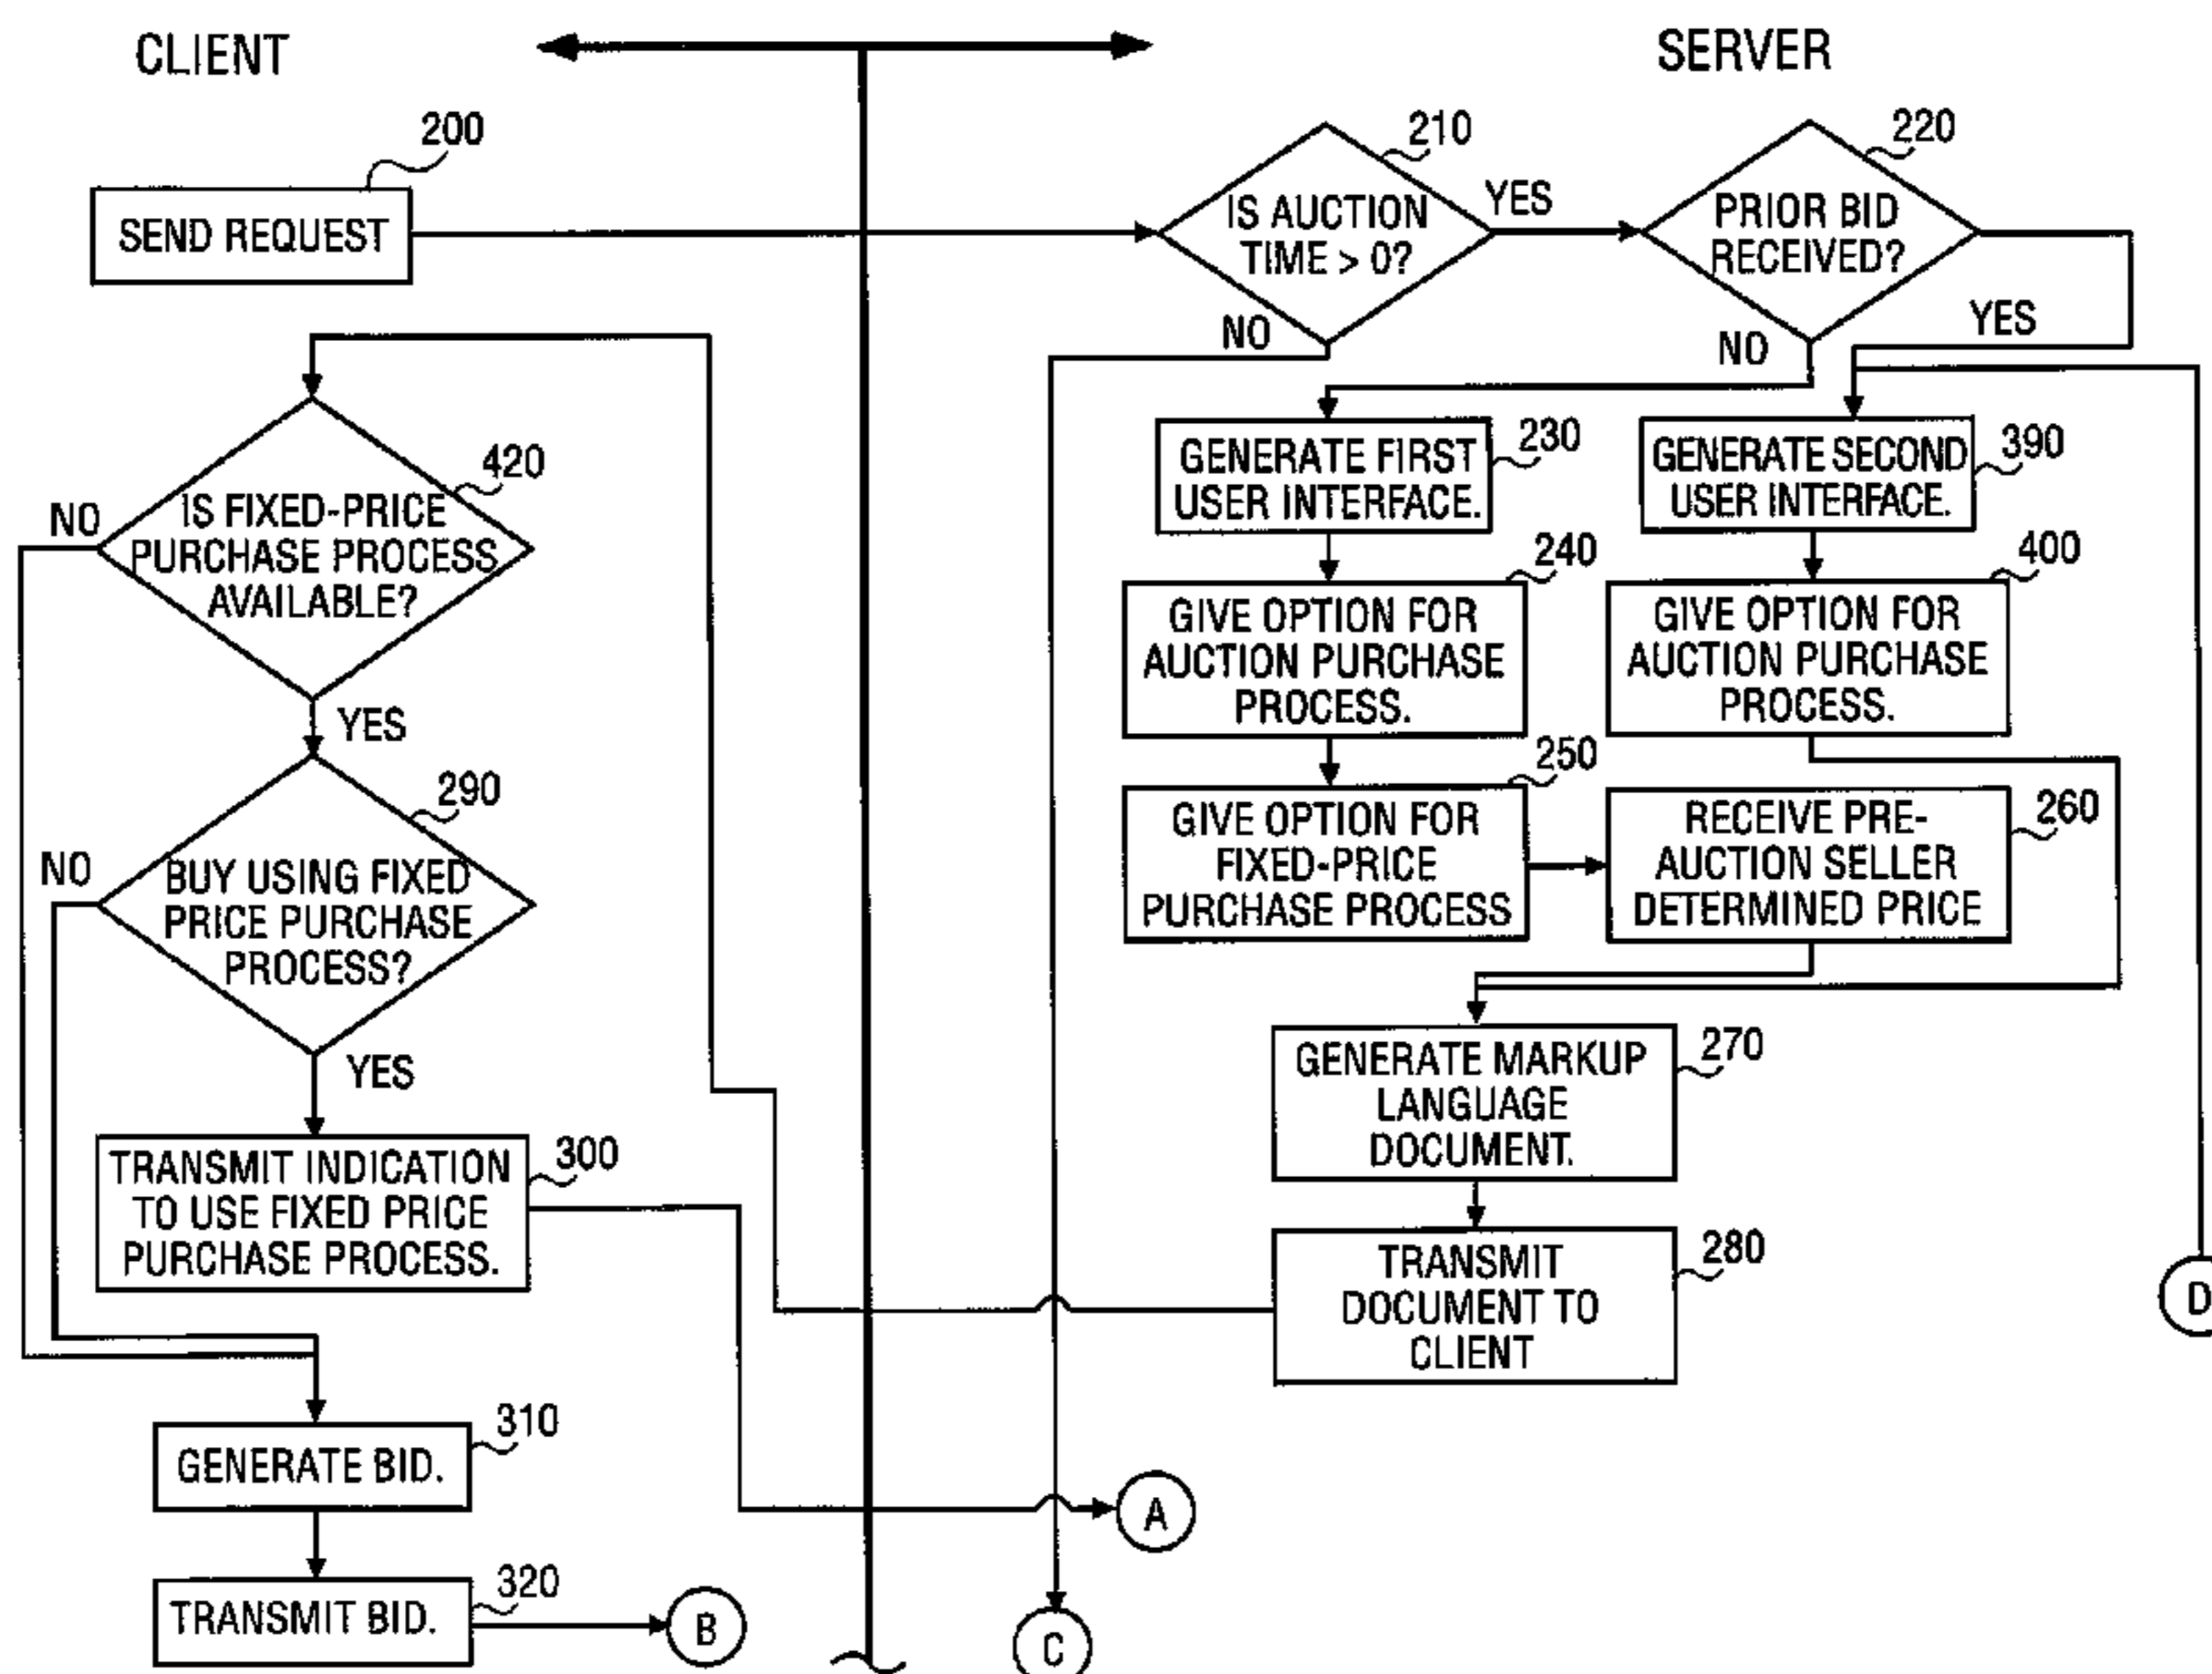 CLIENT
SERVER
200
SEND REQUEST
210
IS AUCTION
TIME > 0?
YES
NO
220
PRIOR BID
RECEIVED?
YES
NO
420
IS FIXED-PRICE
PURCHASE PROCESS
AVAILABLE?
NO
YES
230
GENERATE FIRST
USER INTERFACE.
390
GENERATE SECOND
USER INTERFACE.
240
GIVE OPTION FOR
AUCTION PURCHASE
PROCESS.
400
GIVE OPTION FOR
AUCTION PURCHASE
PROCESS.
290
BUY USING FIXED
PRICE PURCHASE
PROCESS?
NO
YES
250
GIVE OPTION FOR
FIXED-PRICE
PURCHASE PROCESS
260
RECEIVE PRE-
AUCTION SELLER
DETERMINED PRICE
270
GENERATE MARKUP
LANGUAGE
DOCUMENT.
300
TRANSMIT INDICATION
TO USE FIXED PRICE
PURCHASE PROCESS.
280
TRANSMIT
DOCUMENT TO
CLIENT
D
310
GENERATE BID.
A
320
TRANSMIT BID.
B
C